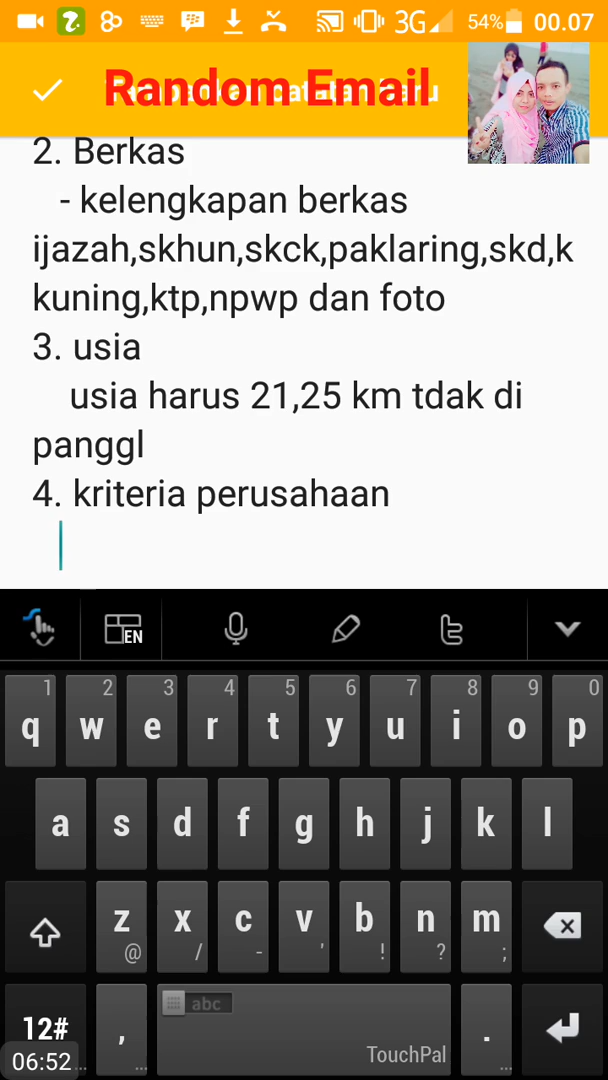 3G 54% 00.07
Random Email
2. Berkas
- kelengkapan berkas
ijazah,skhun,skck,paklaring,skd,k
kuning,ktp,npwp dan foto
3. usia
usia harus 21,25 km tdak di
panggl
4. kriteria perusahaan
EN
1 2 3 4 5 6 7 8 9 0
q w e r t y u i o p
a s d f g h j k l
z x c v b n m
@ / - ' ! ? ;
12# , abc .
TouchPal
06:52